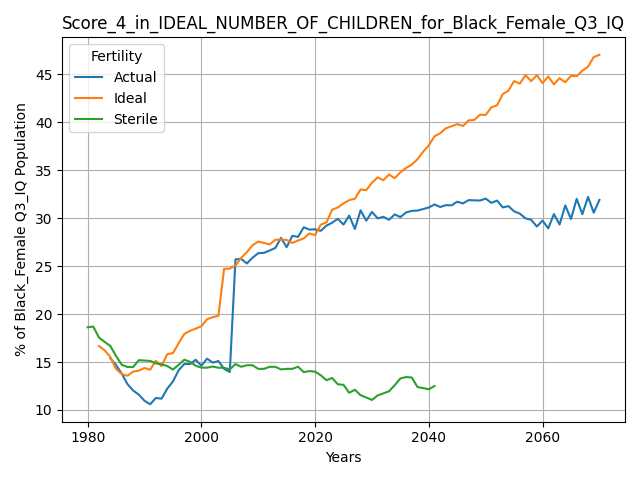 Score_4_in_IDEAL_NUMBER_OF_CHILDREN_for_Black_Female_Q3_IQ
Fertility
Actual
Ideal
Sterile
% of Black_Female Q3_IQ Population
45
40
35
30
25
20
15
10
1980
2000
2020
2040
2060
Years